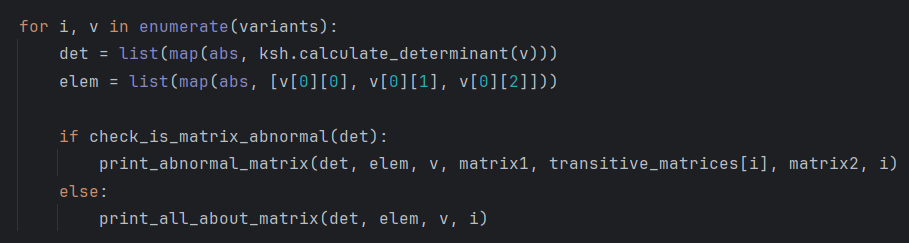 for i, v in enumerate(variants):
    det = list(map(abs, ksh.calculate_determinant(v)))
    elem = list(map(abs, [v[0][0], v[0][1], v[0][2]]))

    if check_is_matrix_abnormal(det):
        print_abnormal_matrix(det, elem, v, matrix1, transitive_matrices[i], matrix2, i)
    else:
        print_all_about_matrix(det, elem, v, i)